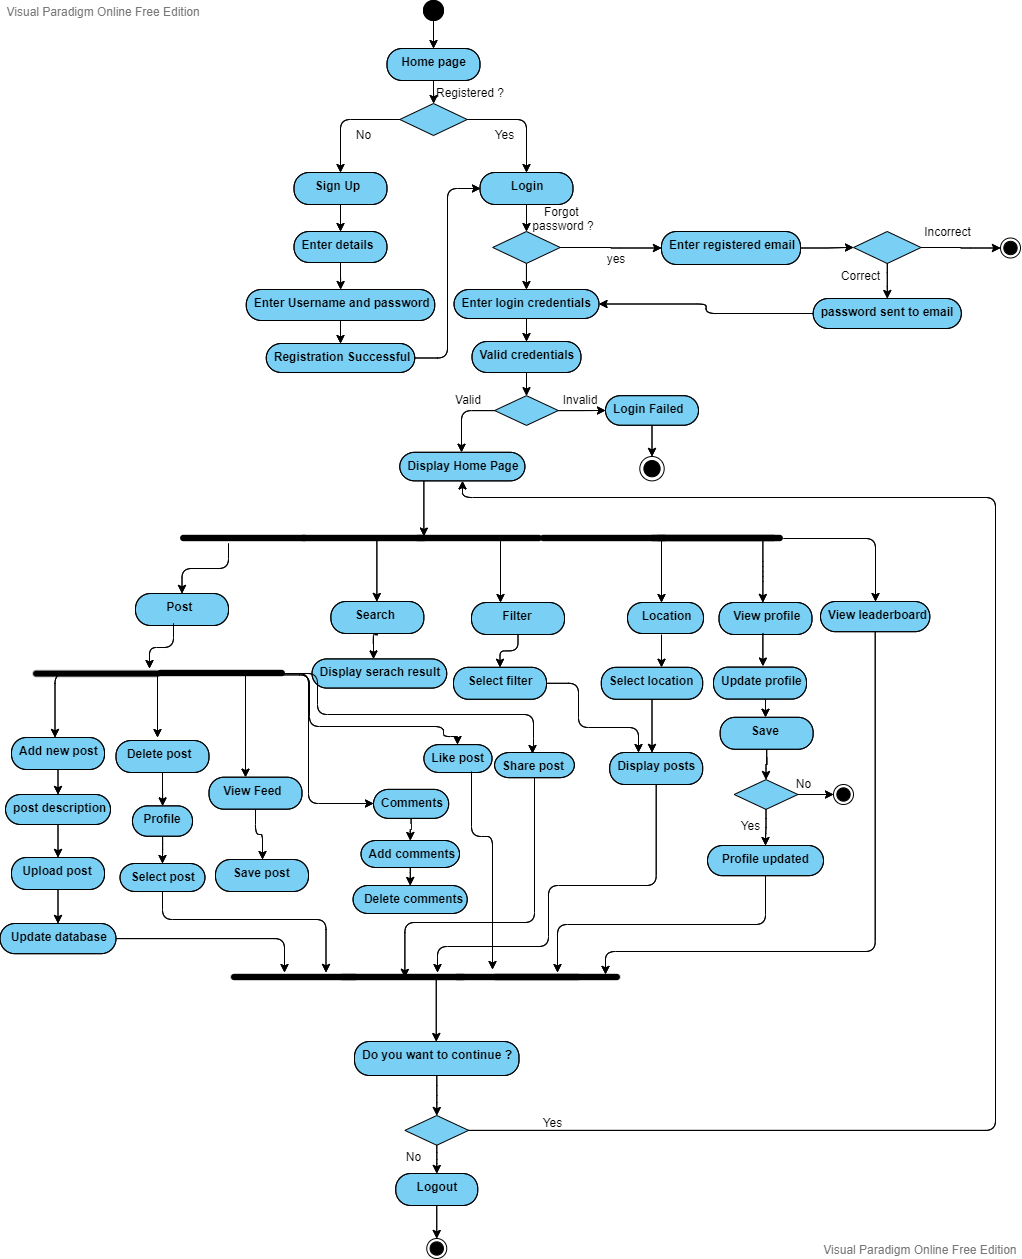 Visual Paradigm Online Free Edition
Home page
Registered ?
No
Yes
Sign Up
Login
Forgot
password ?
Enter details
yes
Enter registered email
Incorrect
Correct
Enter Username and password
Enter login credentials
password sent to email
Registration Successful
Valid credentials
Valid
Invalid
Login Failed
Display Home Page
Post
Search
Filter
Location
View profile
View leaderboard
Display serach result
Select filter
Select location
Update profile
Save
Add new post
Delete post
Like post
Share post
Display posts
No
View Feed
Comments
post description
Profile
Yes
Add comments
Profile updated
Upload post
Select post
Save post
Delete comments
Update database
Do you want to continue ?
Yes
No
Logout
Visual Paradigm Online Free Edition